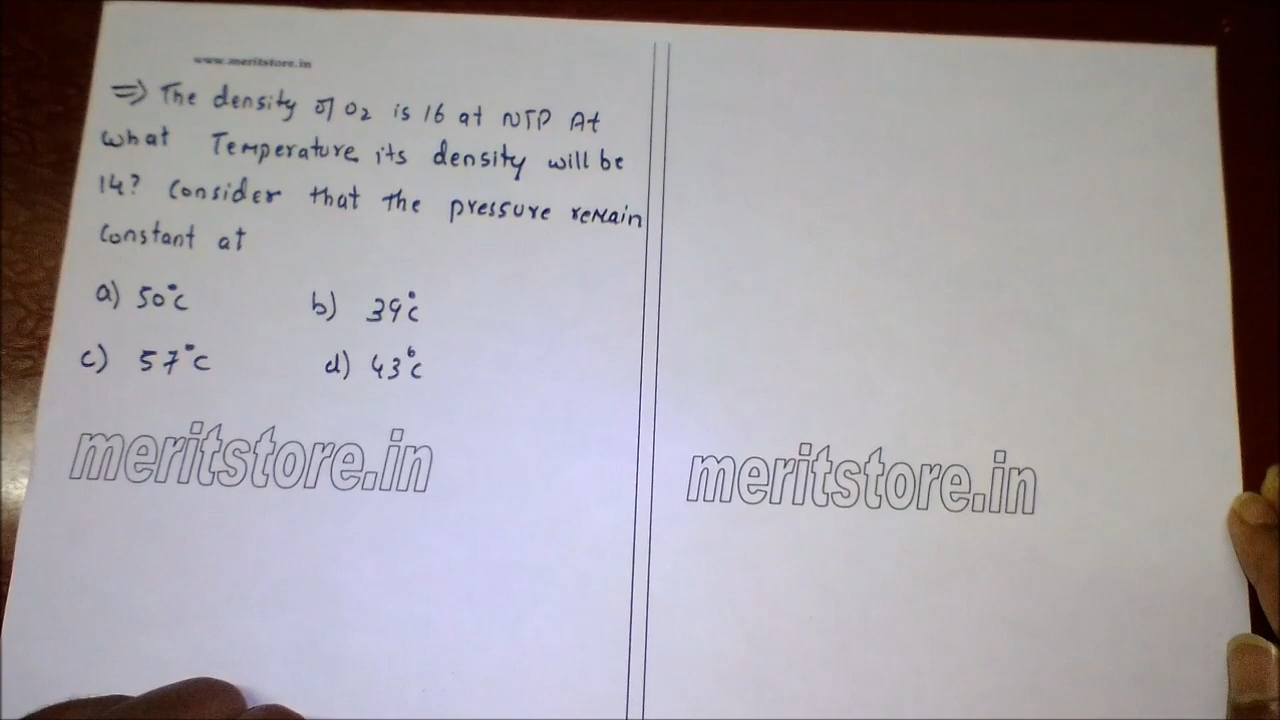 www.meritstore.in
⇒ The density of O2 is 16 at NTP At
what Temperature its density will be
14? Consider that the pressure remain
constant at
a) 50°C b) 39°C
c) 57°C d) 43°C
meritstore.in
meritstore.in